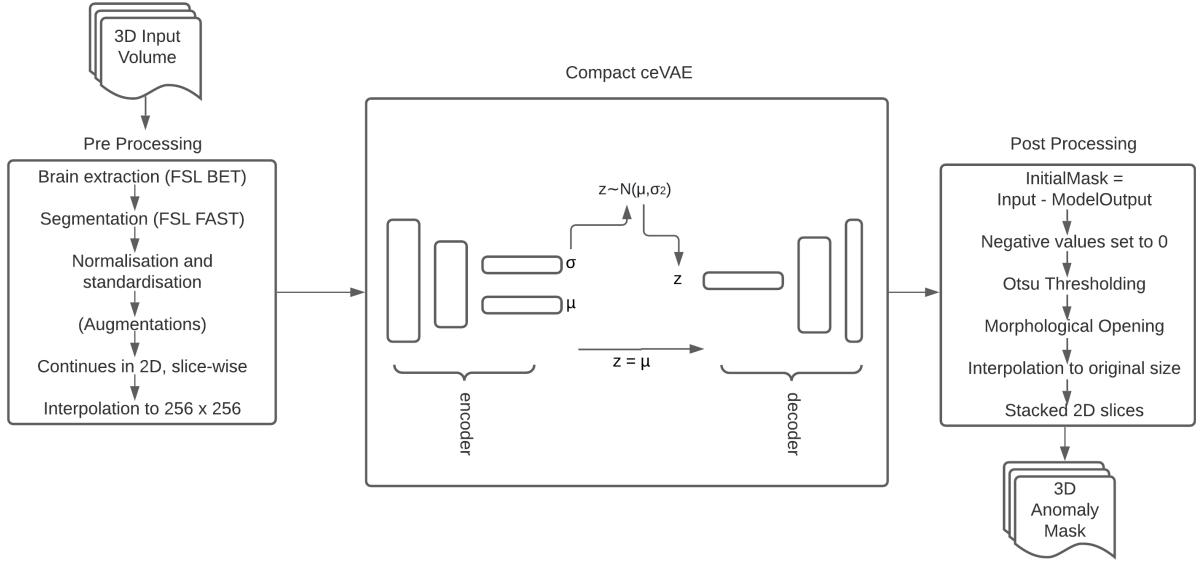 3D Input
Volume
Pre Processing
Brain extraction (FSL BET)
Segmentation (FSL FAST)
Normalisation and
standardisation
(Augmentations)
Continues in 2D, slice-wise
Interpolation to 256 x 256
Compact ceVAE
z~N(μ,σ2)
σ
μ
z
z = μ
encoder
decoder
Post Processing
InitialMask =
Input - ModelOutput
Negative values set to 0
Otsu Thresholding
Morphological Opening
Interpolation to original size
Stacked 2D slices
3D
Anomaly
Mask